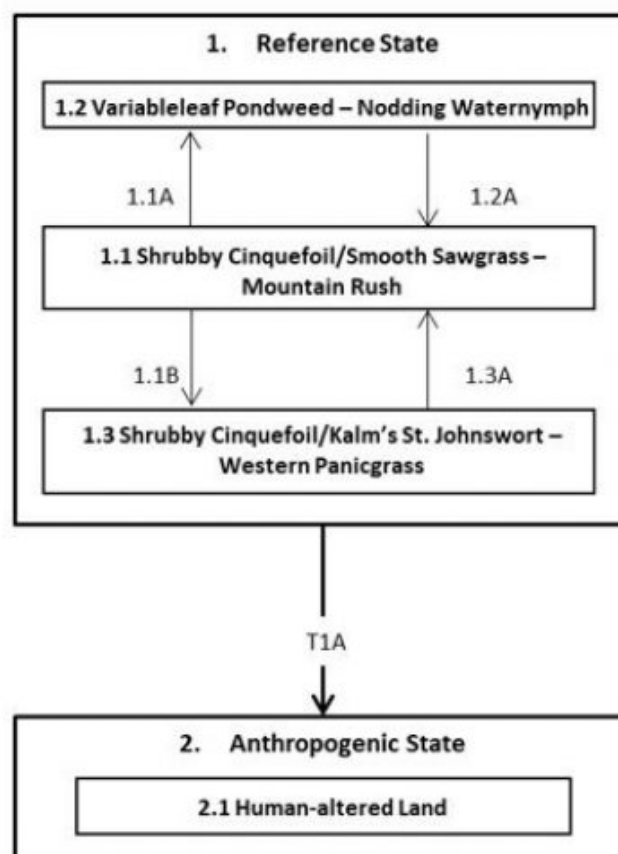 1. Reference State
1.2 Variableleaf Pondweed – Nodding Waternymph
1.1A
1.2A
1.1 Shrubby Cinquefoil/Smooth Sawgrass –
Mountain Rush
1.1B
1.3A
1.3 Shrubby Cinquefoil/Kalm's St. Johnswort –
Western Panicgrass
T1A
2. Anthropogenic State
2.1 Human-altered Land